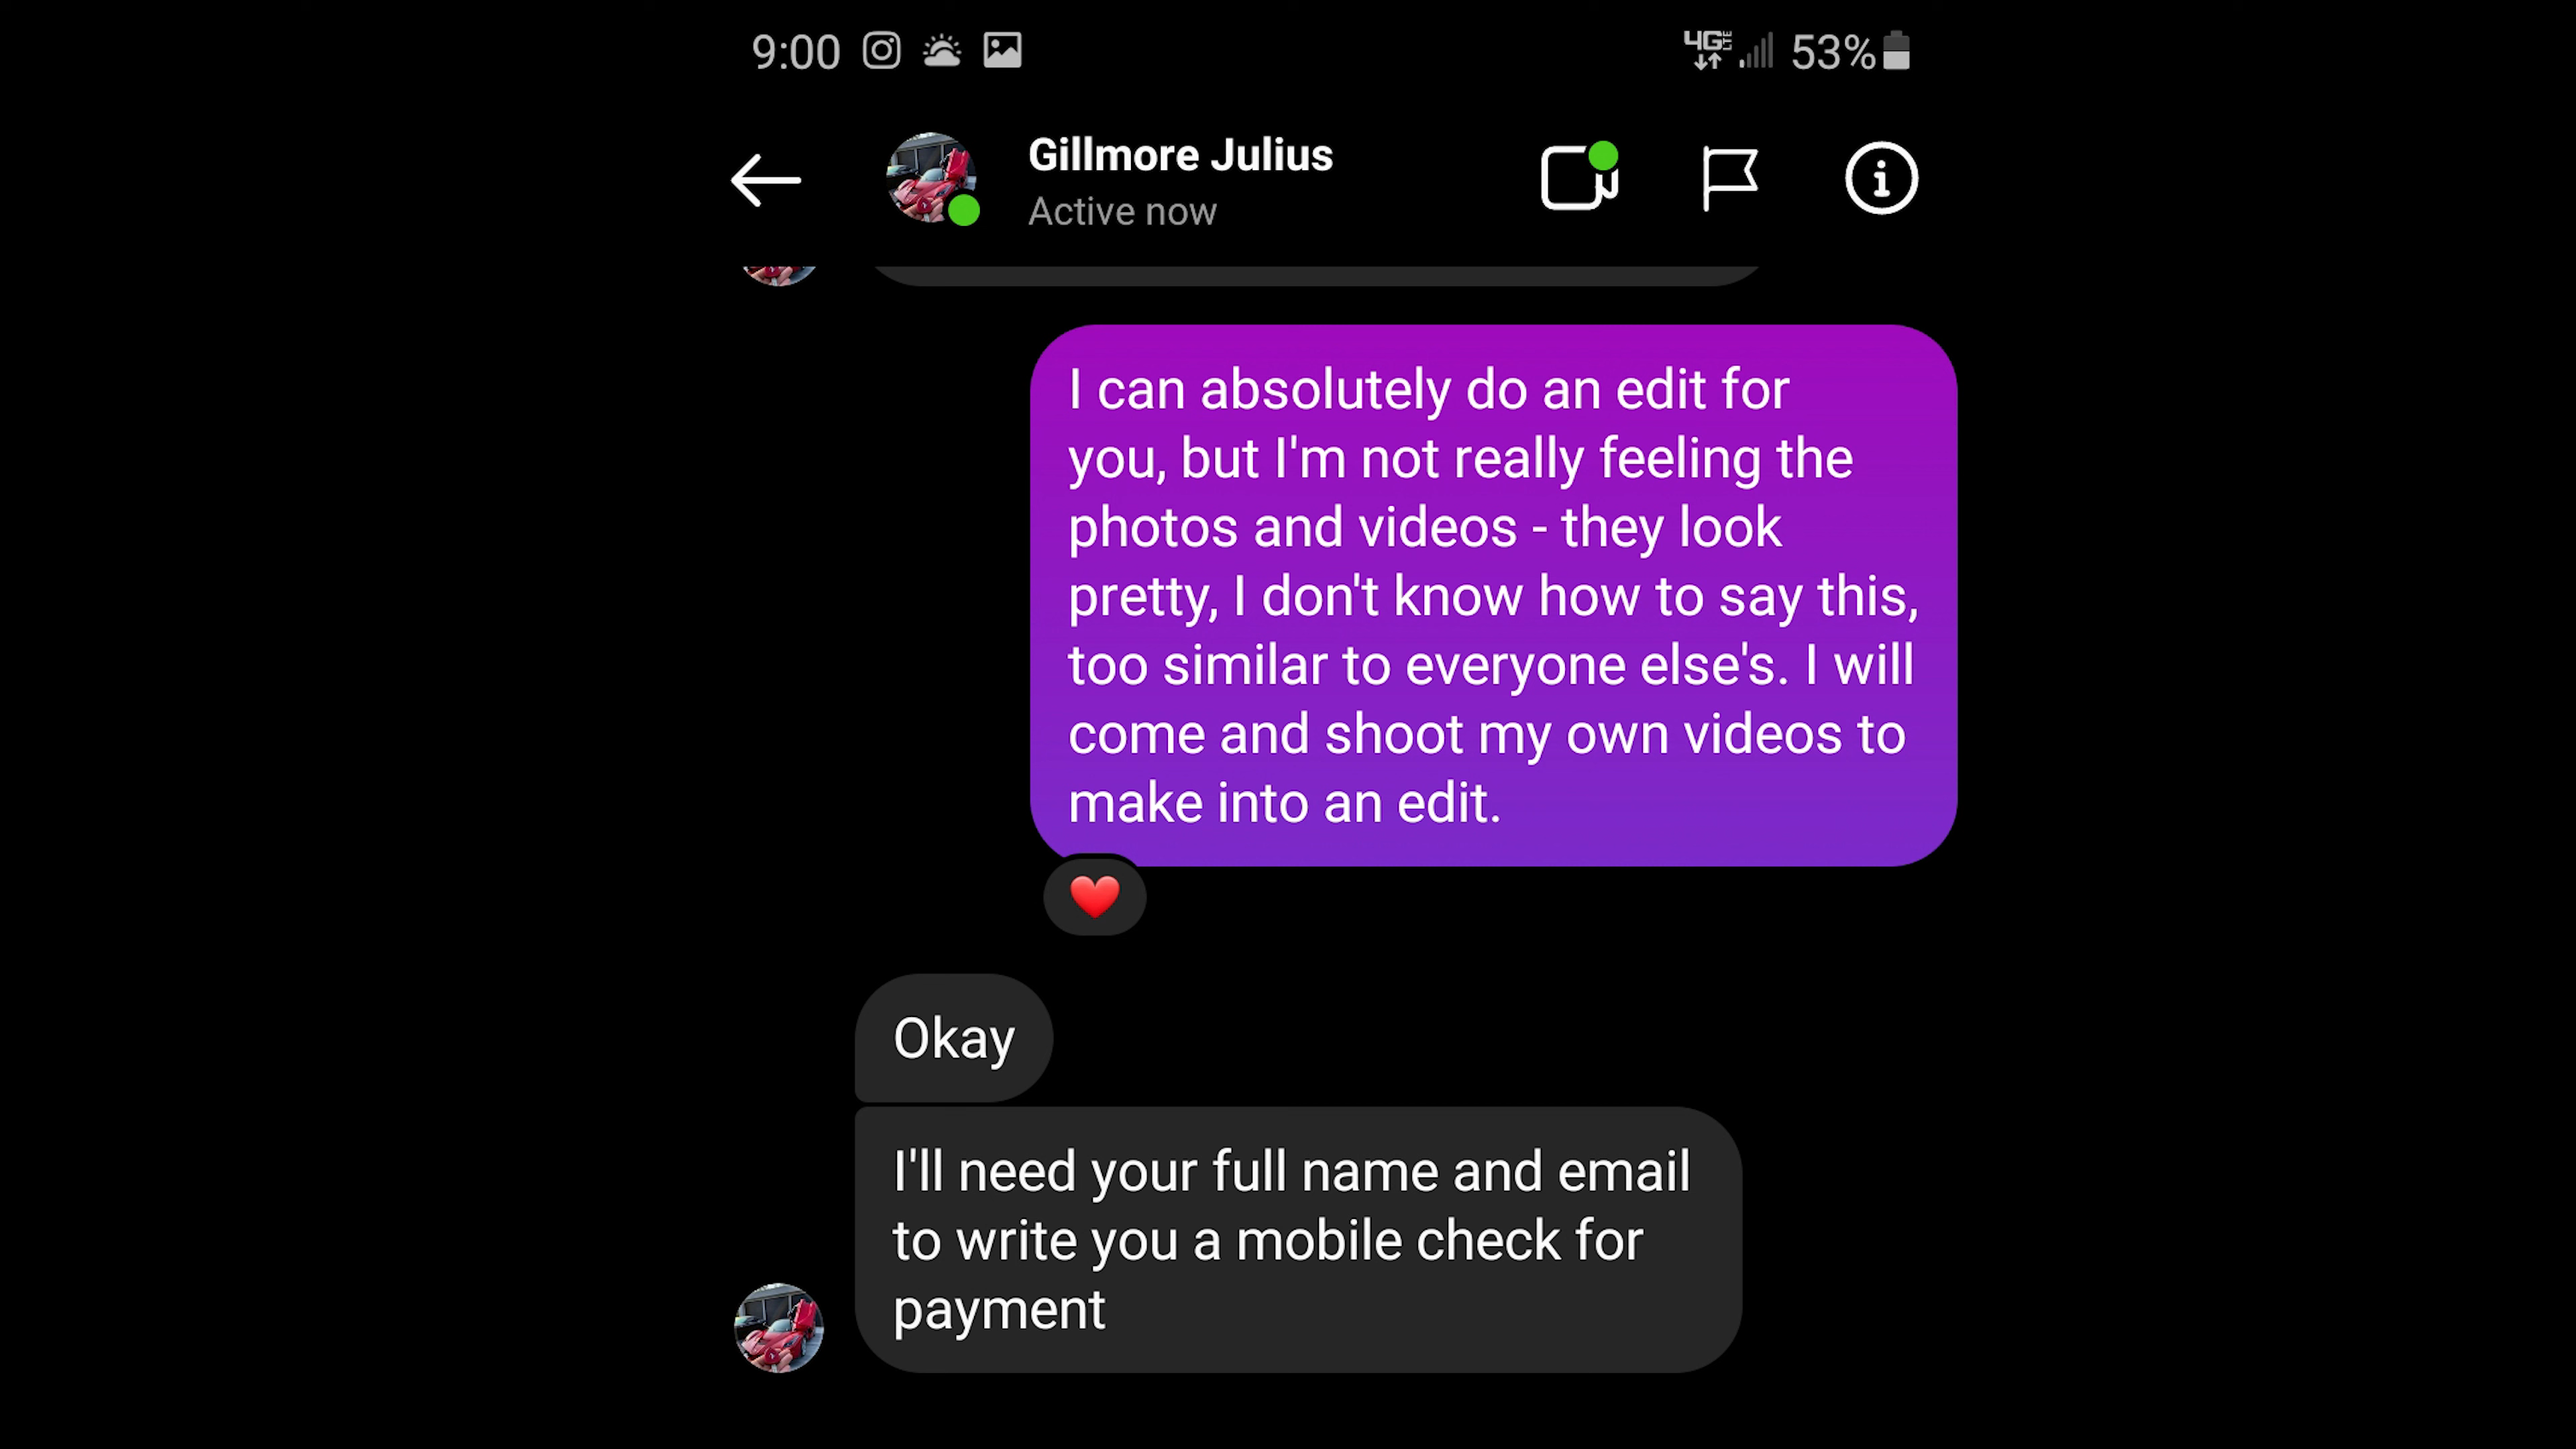 9:00
4G LTE 53%
Gillmore Julius
Active now
I can absolutely do an edit for
you, but I'm not really feeling the
photos and videos - they look
pretty, I don't know how to say this,
too similar to everyone else's. I will
come and shoot my own videos to
make into an edit.
Okay
I'll need your full name and email
to write you a mobile check for
payment